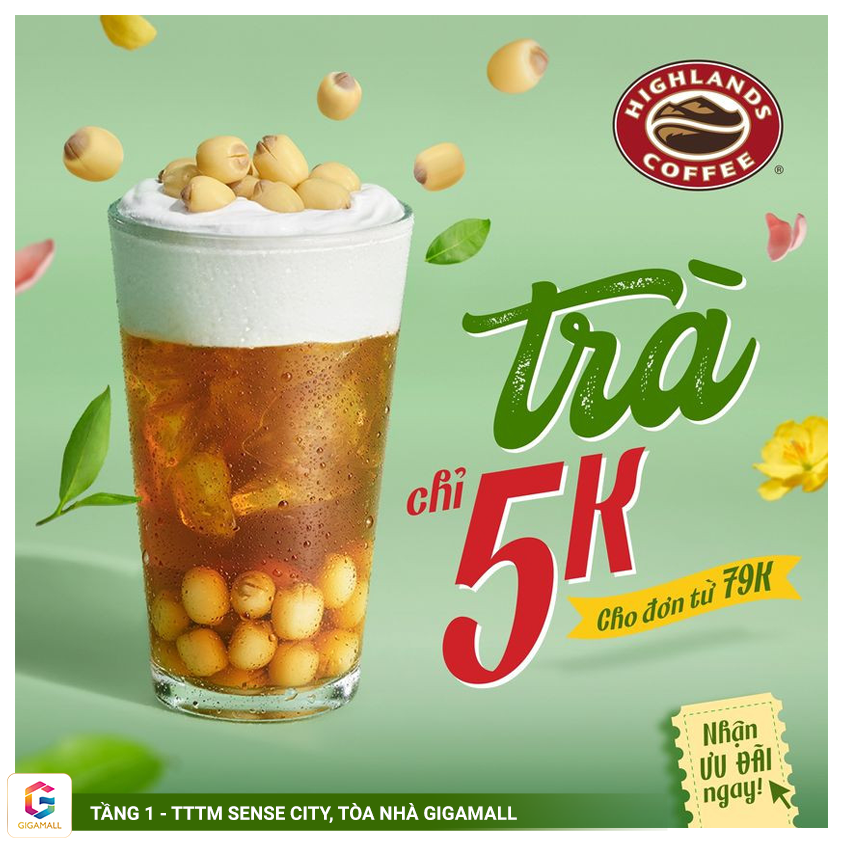 HIGHLANDS
COFFEE
®
trà
chỉ
5K
Cho đơn từ 79K
Nhận
ƯU ĐÃI
ngay!
GIGAMALL
TẦNG 1 - TTTM SENSE CITY, TÒA NHÀ GIGAMALL